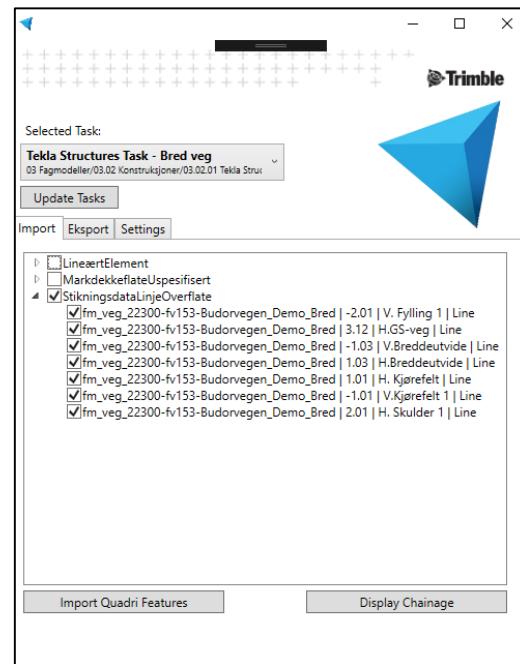 Trimble
Selected Task:
Tekla Structures Task - Bred veg
03 Fagmodeller/03.02 Konstruksjoner/03.02.01 Tekla Struc
Update Tasks
Import Eksport Settings
LineærtElement
MarkdekkeflateUspesifisert
StikningsdataLinjeOverflate
fm_veg_22300-fv153-Budorvegen_Demo_Bred | -2.01 | V. Fylling 1 | Line
fm_veg_22300-fv153-Budorvegen_Demo_Bred | 3.12 | H.GS-veg | Line
fm_veg_22300-fv153-Budorvegen_Demo_Bred | -1.03 | V.Breddeutvide | Line
fm_veg_22300-fv153-Budorvegen_Demo_Bred | 1.03 | H.Breddeutvide | Line
fm_veg_22300-fv153-Budorvegen_Demo_Bred | 1.01 | H. Kjørefelt | Line
fm_veg_22300-fv153-Budorvegen_Demo_Bred | -1.01 | V.Kjørefelt 1 | Line
fm_veg_22300-fv153-Budorvegen_Demo_Bred | 2.01 | H. Skulder 1 | Line
Import Quadri Features Display Chainage